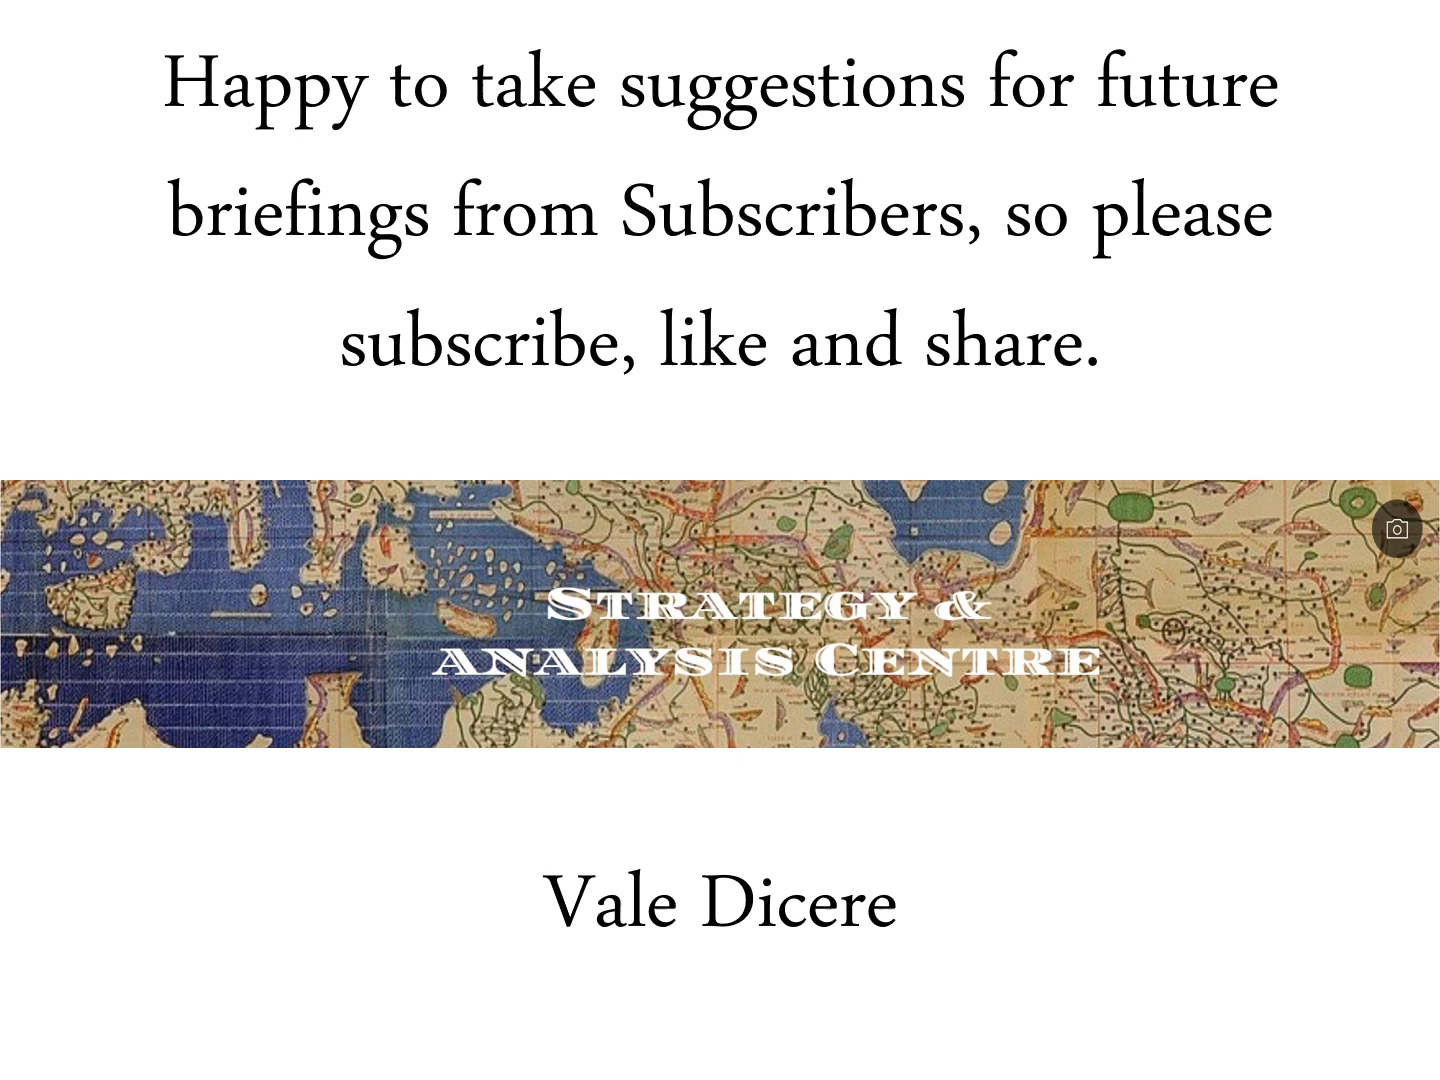 Happy to take suggestions for future
briefings from Subscribers, so please
subscribe, like and share.
STRATEGY &
ANALYSIS CENTRE
Vale Dicere